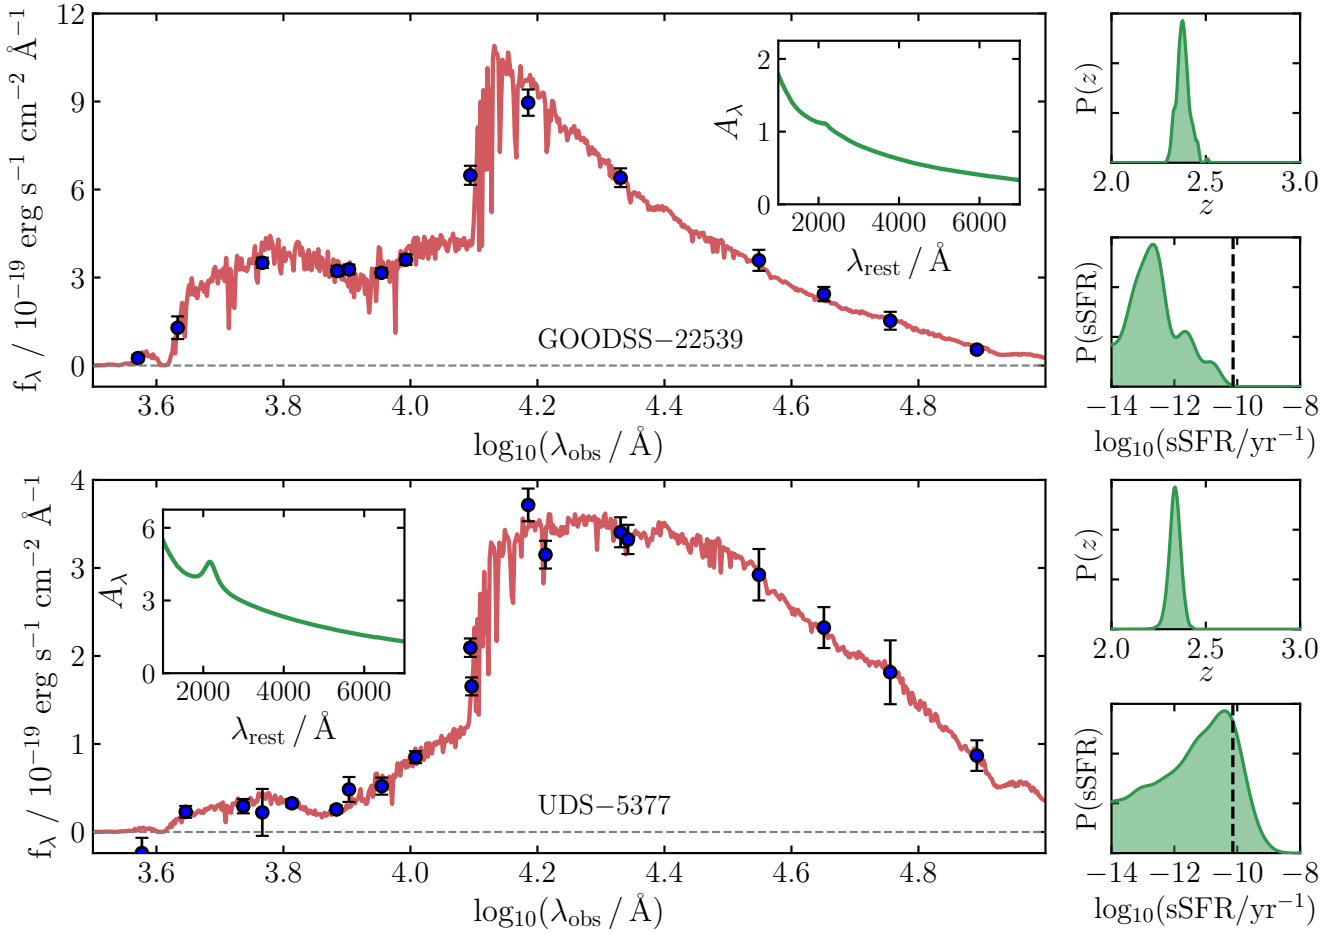 12
9
6
3
0
f_λ / 10⁻¹⁹ erg s⁻¹ cm⁻² Å⁻¹
3.6 3.8 4.0 4.2 4.4 4.6 4.8
log₁₀(λ_obs / Å)
GOODSS−22539
2
1
0
A_λ
2000 4000 6000
λ_rest / Å
P(z)
2.0 2.5 3.0
z
P(sSFR)
−14 −12 −10 −8
log₁₀(sSFR/yr⁻¹)
4
3
2
1
0
f_λ / 10⁻¹⁹ erg s⁻¹ cm⁻² Å⁻¹
3.6 3.8 4.0 4.2 4.4 4.6 4.8
log₁₀(λ_obs / Å)
UDS−5377
6
3
0
A_λ
2000 4000 6000
λ_rest / Å
P(z)
2.0 2.5 3.0
z
P(sSFR)
−14 −12 −10 −8
log₁₀(sSFR/yr⁻¹)